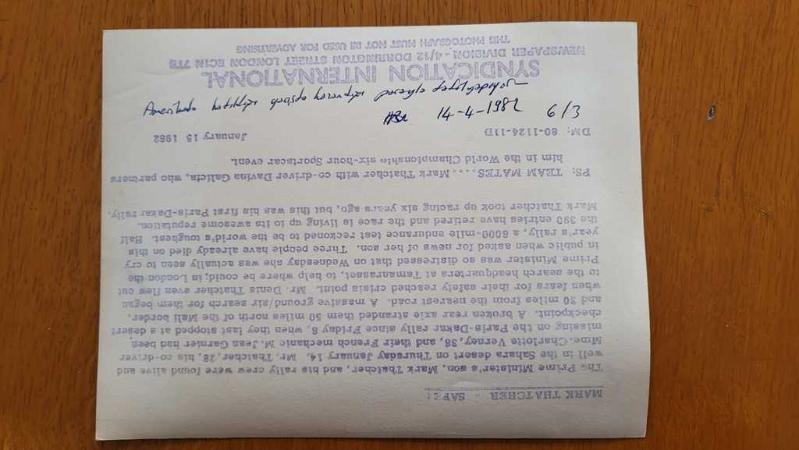 MARK THATCHER - SAFE:
The Prime Minister's son, Mark Thatcher, and his rally crew were found alive and
well in the Sahara desert on Thursday January 14. Mr. Thatcher, 28, his co-driver
Mme. Charlotte Verney, 38, and their French mechanic M. Jean Garnier had been
missing on the Paris-Dakar rally since Friday 8, when they last stopped at a desert
checkpoint. A broken rear axle stranded them 50 miles north of the Mali border,
and 30 miles from the nearest road. A massive ground/air search for them began
when fears for their safety reached crisis point. Mr. Denis Thatcher even flew out
to the search headquarters at Tamanrasset, to help where he could; in London the
Prime Minister was so distressed that on Wednesday she was actually seen to cry
in public when asked for news of her son. Three people have already died on this
year's rally, a 6000-mile endurance test reckoned to be the world's toughest. Half
the 390 entries have retired and the race is living up to its awesome reputation.
Mark Thatcher took up racing six years ago, but this was his first Paris-Dakar rally.
PS: TEAM MATES.... Mark Thatcher with co-driver Davina Galicia, who partners
him in the World Championship six-hour Sportscar event.
DM: 80-1124-11D January 15 1982
14-4-1982 6/3
SYNDICATION INTERNATIONAL
NEWSPAPER DIVISION - 4/12 DORRINGTON STREET LONDON EC1N 7TB
THIS PHOTOGRAPH MUST NOT BE USED FOR ADVERTISING